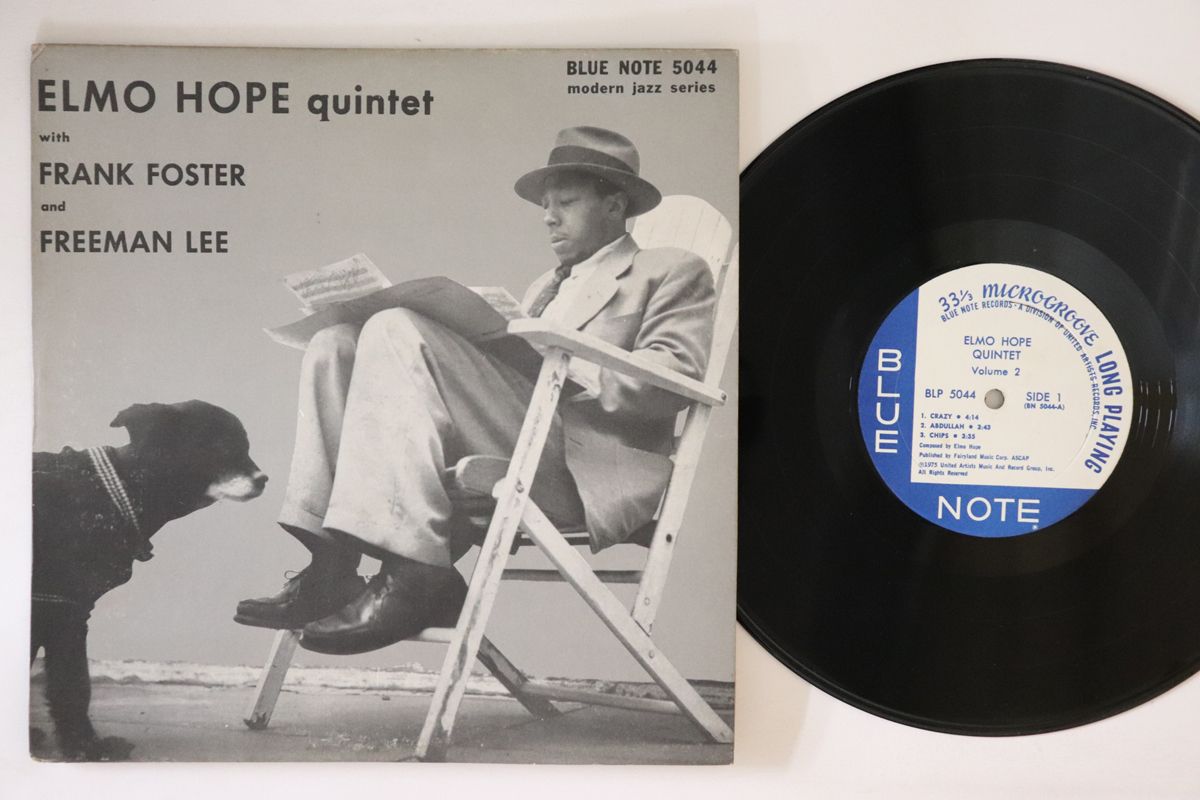 ELMO HOPE quintet
with
FRANK FOSTER
and
FREEMAN LEE
BLUE NOTE 5044
modern jazz series
33 1/3 MICROGROOVE LONG PLAYING
BLUE NOTE RECORDS • A DIVISION OF UNITED ARTISTS RECORDS, INC.
ELMO HOPE
QUINTET
Volume 2
BLP 5044 SIDE 1
(BN 5044-A)
1. CRAZY • 4:14
2. ABDULLAH • 2:43
3. CHIPS • 3:35
Composed by Elmo Hope
Published by Fairyland Music Corp. ASCAP
℗1975 United Artists Music And Record Group, Inc.
All Rights Reserved
BLUE
NOTE
®